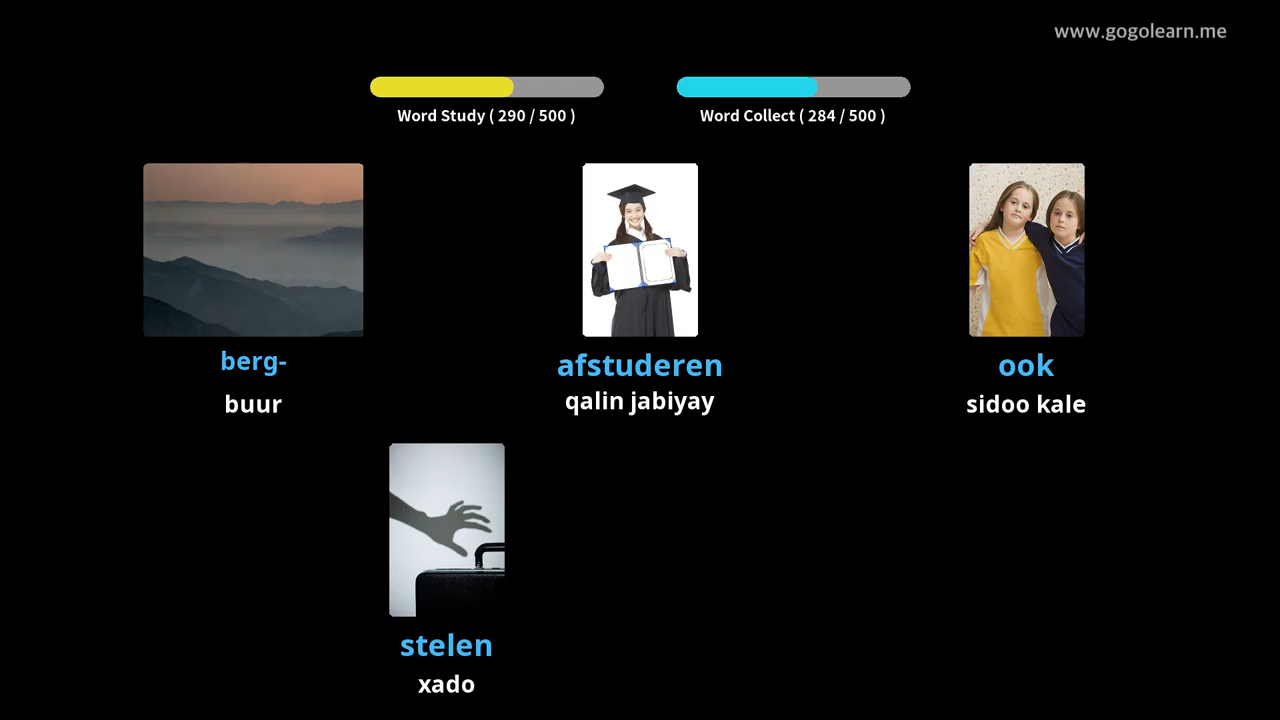 www.gogolearn.me
Word Study ( 290 / 500 )
Word Collect ( 284 / 500 )
berg-
buur
afstuderen
qalin jabiyay
ook
sidoo kale
stelen
xado